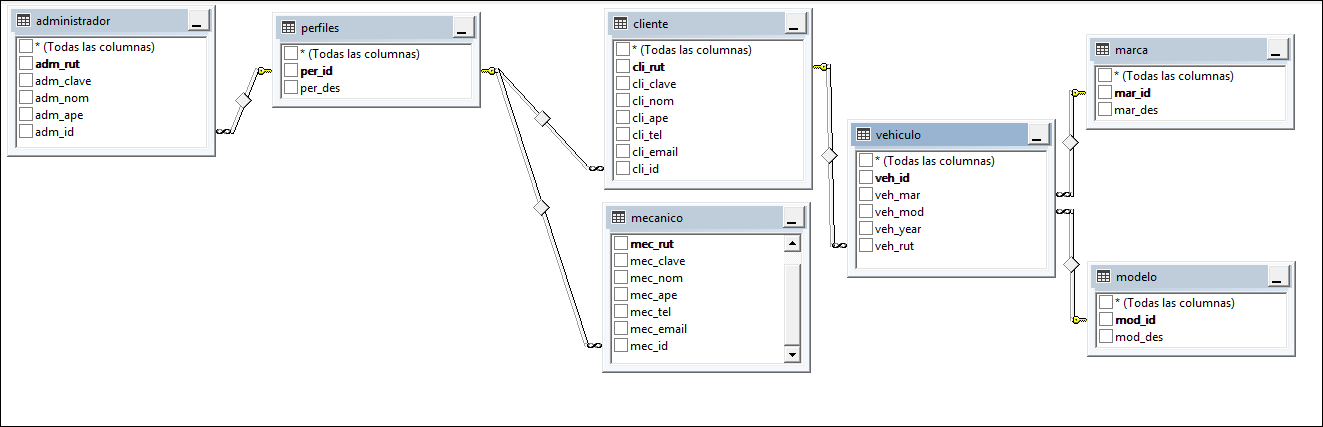 administrador
* (Todas las columnas)
adm_rut
adm_clave
adm_nom
adm_ape
adm_id
perfiles
* (Todas las columnas)
per_id
per_des
cliente
* (Todas las columnas)
cli_rut
cli_clave
cli_nom
cli_ape
cli_tel
cli_email
cli_id
mecanico
mec_rut
mec_clave
mec_nom
mec_ape
mec_tel
mec_email
mec_id
vehiculo
* (Todas las columnas)
veh_id
veh_mar
veh_mod
veh_year
veh_rut
marca
* (Todas las columnas)
mar_id
mar_des
modelo
* (Todas las columnas)
mod_id
mod_des